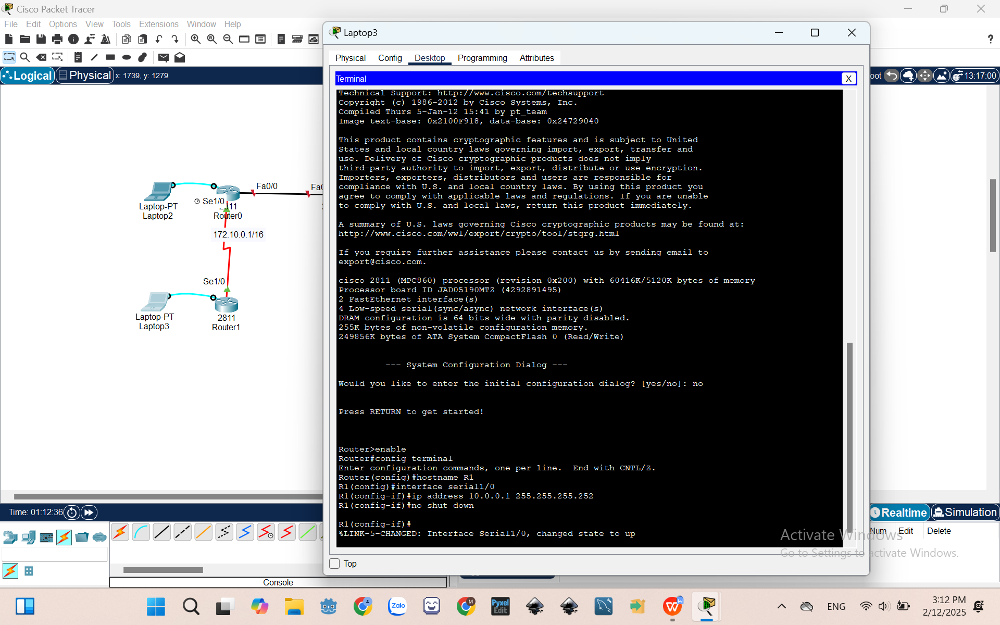 Cisco Packet Tracer
File Edit Options View Tools Extensions Window Help
Logical Physical x: 1739, y: 1279
oot 13:17:00
Fa0/0
Se1/0
Laptop-PT
Laptop2
Router0
172.10.0.1/16
Se1/0
Laptop-PT
Laptop3
2811
Router1
Time: 01:12:36
Console
Laptop3
Physical Config Desktop Programming Attributes
Terminal X
Technical Support: http://www.cisco.com/techsupport
Copyright (c) 1986-2012 by Cisco Systems, Inc.
Compiled Thurs 5-Jan-12 15:41 by pt_team
Image text-base: 0x2100F918, data-base: 0x24729040
This product contains cryptographic features and is subject to United
States and local country laws governing import, export, transfer and
use. Delivery of Cisco cryptographic products does not imply
third-party authority to import, export, distribute or use encryption.
Importers, exporters, distributors and users are responsible for
compliance with U.S. and local country laws. By using this product you
agree to comply with applicable laws and regulations. If you are unable
to comply with U.S. and local laws, return this product immediately.
A summary of U.S. laws governing Cisco cryptographic products may be found at:
http://www.cisco.com/wwl/export/crypto/tool/stqrg.html
If you require further assistance please contact us by sending email to
export@cisco.com.
cisco 2811 (MPC860) processor (revision 0x200) with 60416K/5120K bytes of memory
Processor board ID JAD05190MTZ (4292891495)
2 FastEthernet interface(s)
4 Low-speed serial(sync/async) network interface(s)
DRAM configuration is 64 bits wide with parity disabled.
255K bytes of non-volatile configuration memory.
249856K bytes of ATA System CompactFlash 0 (Read/Write)
--- System Configuration Dialog ---
Would you like to enter the initial configuration dialog? [yes/no]: no
Press RETURN to get started!
Router>enable
Router#config terminal
Enter configuration commands, one per line.  End with CNTL/Z.
Router(config)#hostname R1
R1(config)#interface serial1/0
R1(config-if)#ip address 10.0.0.1 255.255.255.252
R1(config-if)#no shut down
R1(config-if)#
%LINK-5-CHANGED: Interface Serial1/0, changed state to up
Top
Realtime Simulation
Num Edit Delete
Activate Windows
Go to Settings to activate Windows.
Zalo
Pyxel
Edit
ENG
3:12 PM
2/12/2025